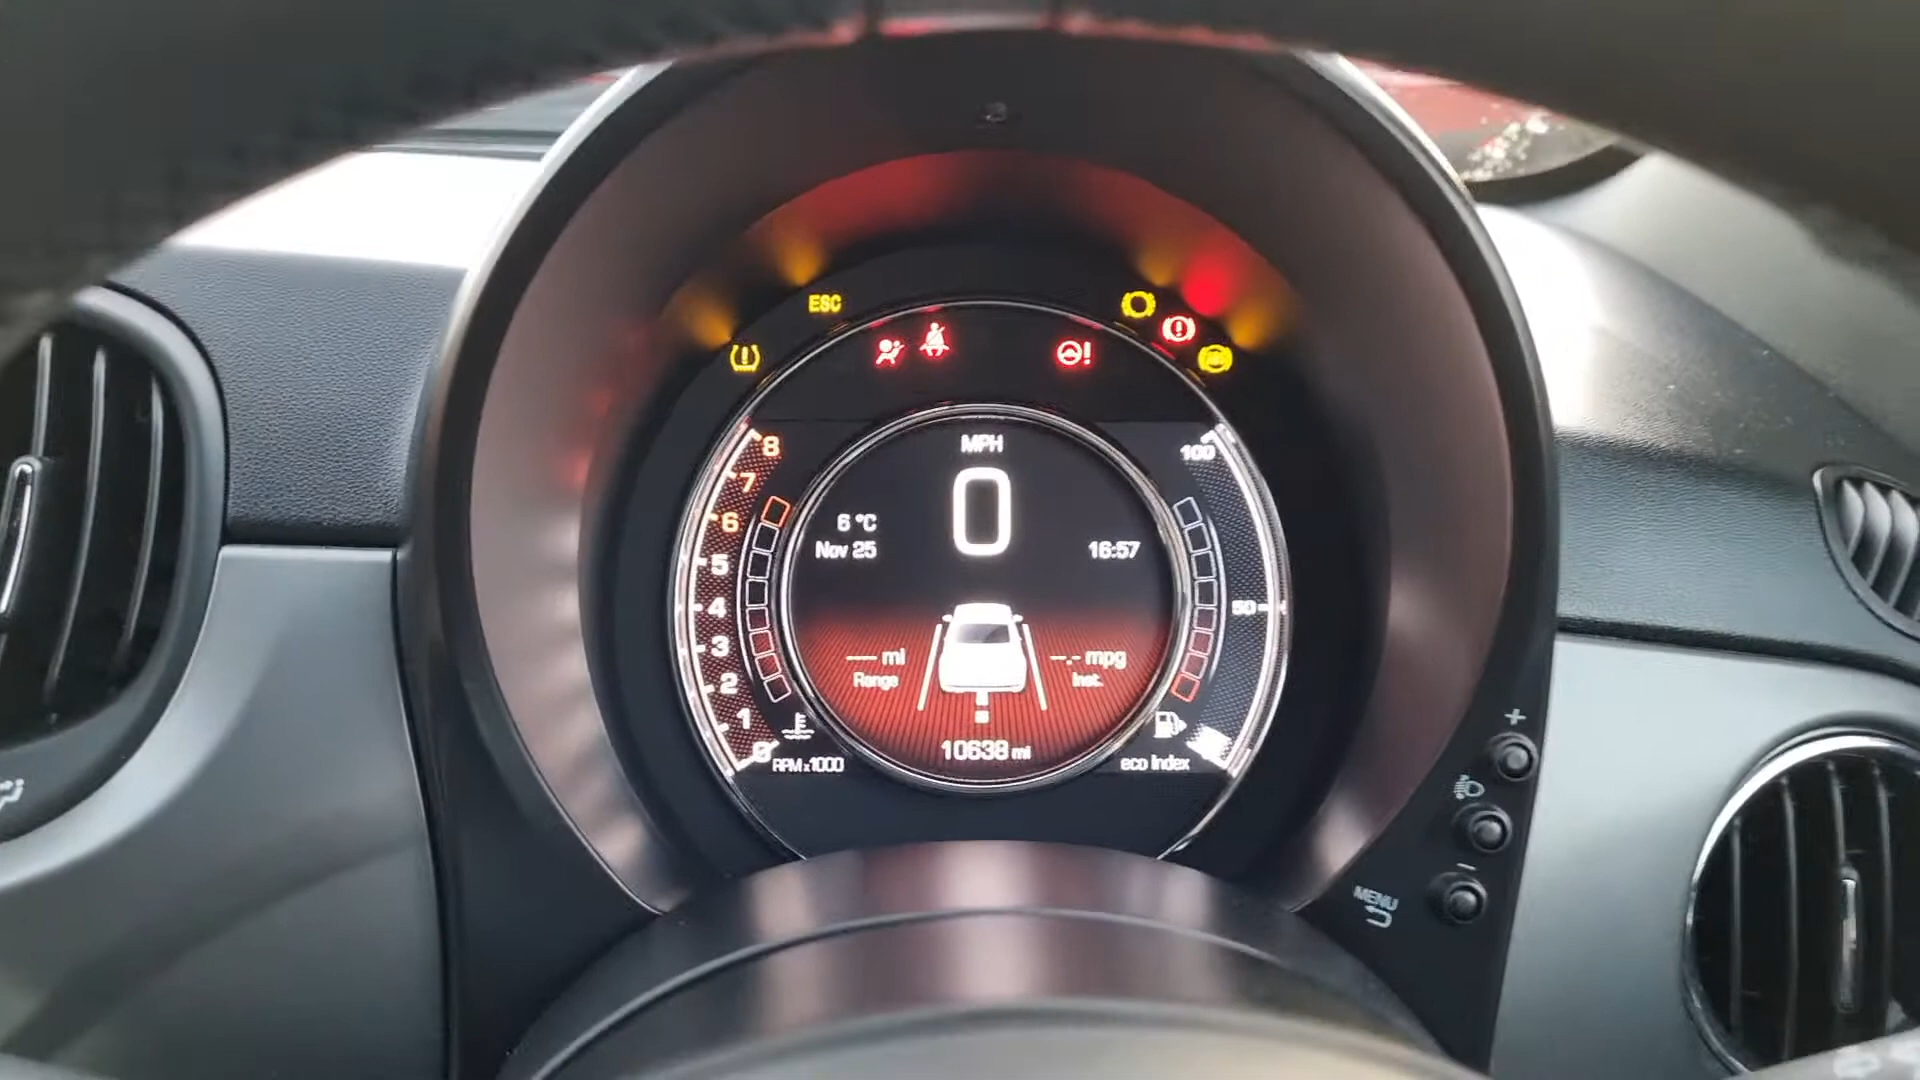 ESC
MPH
0
6 °C
Nov 25
16:57
--- mi
Range
--.- mpg
Inst.
10638 mi
8
7
6
5
4
3
2
1
0
RPM x1000
100
50
eco Index
+
-
MENU